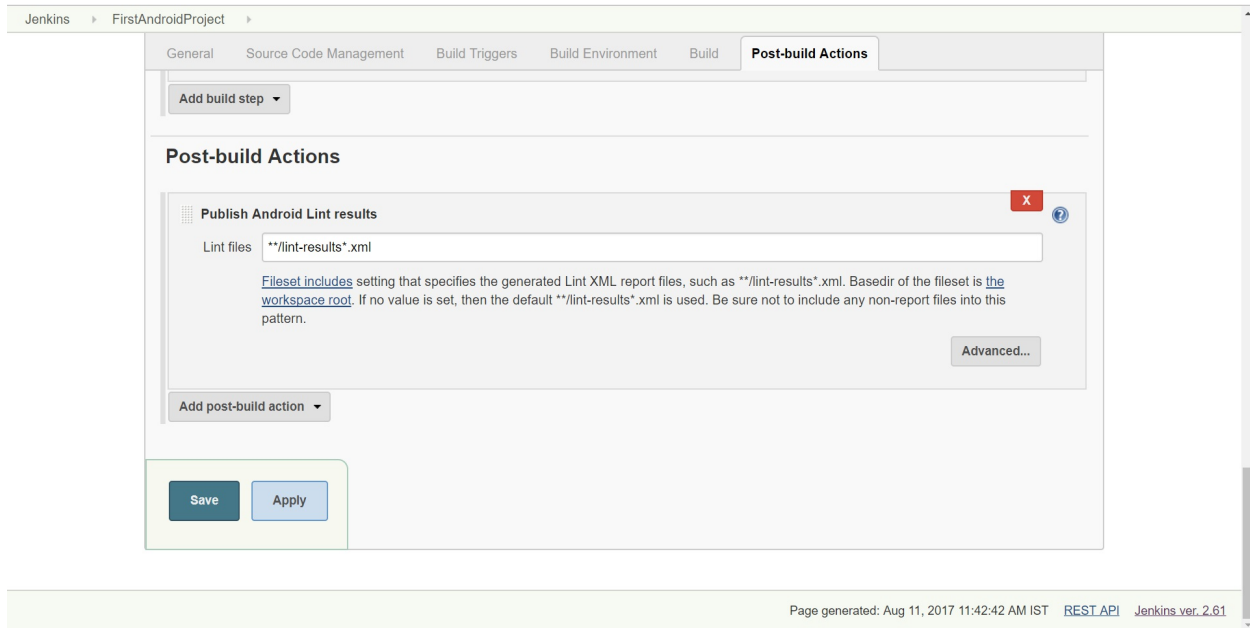 Jenkins FirstAndroidProject
General Source Code Management Build Triggers Build Environment Build Post-build Actions
Add build step
Post-build Actions
X
Publish Android Lint results
Lint files **/lint-results*.xml
Fileset includes setting that specifies the generated Lint XML report files, such as **/lint-results*.xml. Basedir of the fileset is the
workspace root. If no value is set, then the default **/lint-results*.xml is used. Be sure not to include any non-report files into this
pattern.
Advanced...
Add post-build action
Save Apply
Page generated: Aug 11, 2017 11:42:42 AM IST REST API Jenkins ver. 2.61